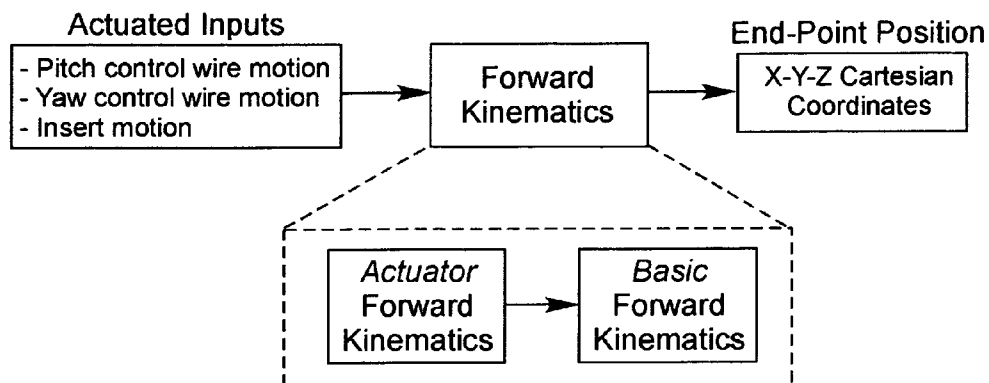 Actuated Inputs
- Pitch control wire motion
- Yaw control wire motion
- Insert motion
Forward
Kinematics
End-Point Position
X-Y-Z Cartesian
Coordinates
Actuator
Forward
Kinematics
Basic
Forward
Kinematics